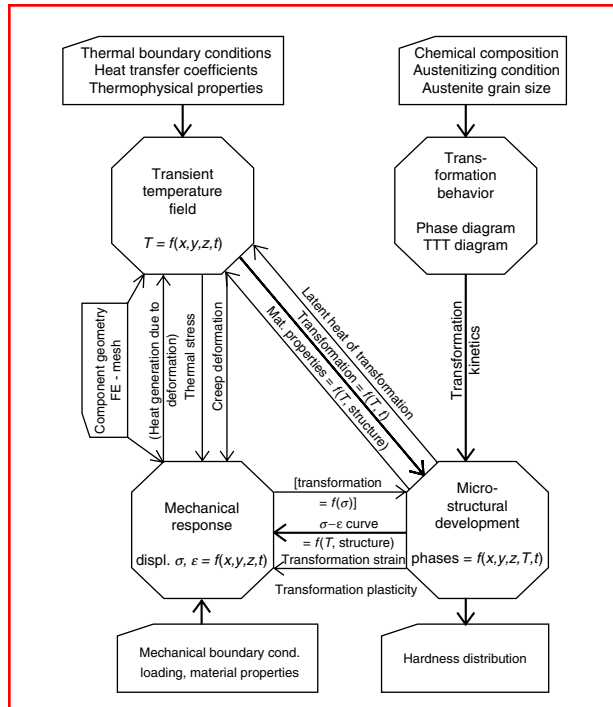 Thermal boundary conditions
Heat transfer coefficients
Thermophysical properties
Chemical composition
Austenitizing condition
Austenite grain size
Transient
temperature
field
T = f(x,y,z,t)
Trans-
formation
behavior
Phase diagram
TTT diagram
Component geometry
FE - mesh
(Heat generation due to
deformation)
Thermal stress
Creep deformation
Latent heat of transformation
Transformation = f(T, t)
Mat. properties = f(T, structure)
Transformation
kinetics
Mechanical
response
displ. σ, ε = f(x,y,z,t)
[transformation
= f(σ)]
σ–ε curve
= f(T, structure)
Transformation strain
Transformation plasticity
Micro-
structural
development
phases = f(x,y,z,T,t)
Mechanical boundary cond.
loading, material properties
Hardness distribution